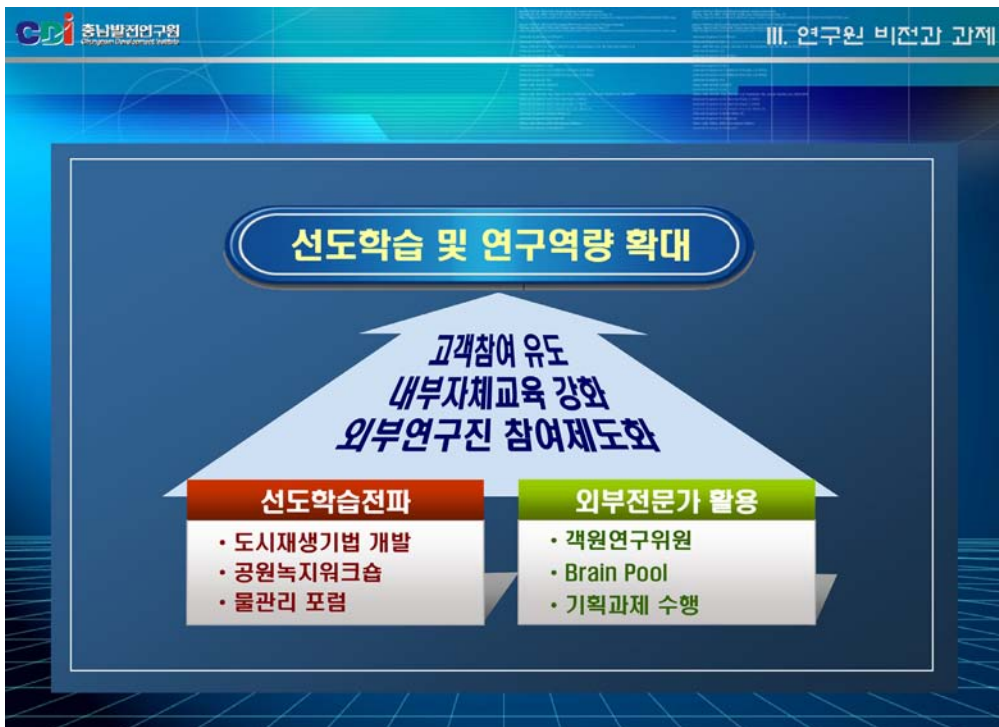 CDi 충남발전연구원
Chungnam Development Institute
III. 연구원 비전과 과제
선도학습 및 연구역량 확대
고객참여 유도
내부자체교육 강화
외부연구진 참여제도화
선도학습전파
• 도시재생기법 개발
• 공원녹지워크숍
• 물관리 포럼
외부전문가 활용
• 객원연구위원
• Brain Pool
• 기획과제 수행